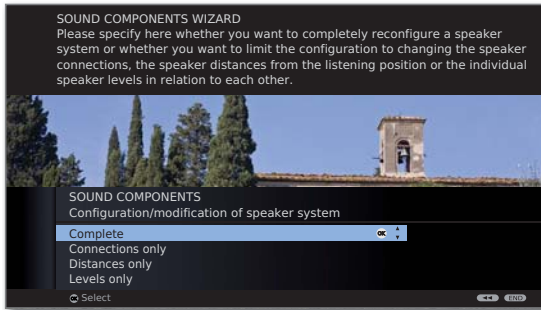 SOUND COMPONENTS WIZARD
Please specify here whether you want to completely reconfigure a speaker
system or whether you want to limit the configuration to changing the speaker
connections, the speaker distances from the listening position or the individual
speaker levels in relation to each other.
SOUND COMPONENTS
Configuration/modification of speaker system
Complete OK
Connections only
Distances only
Levels only
OK Select END